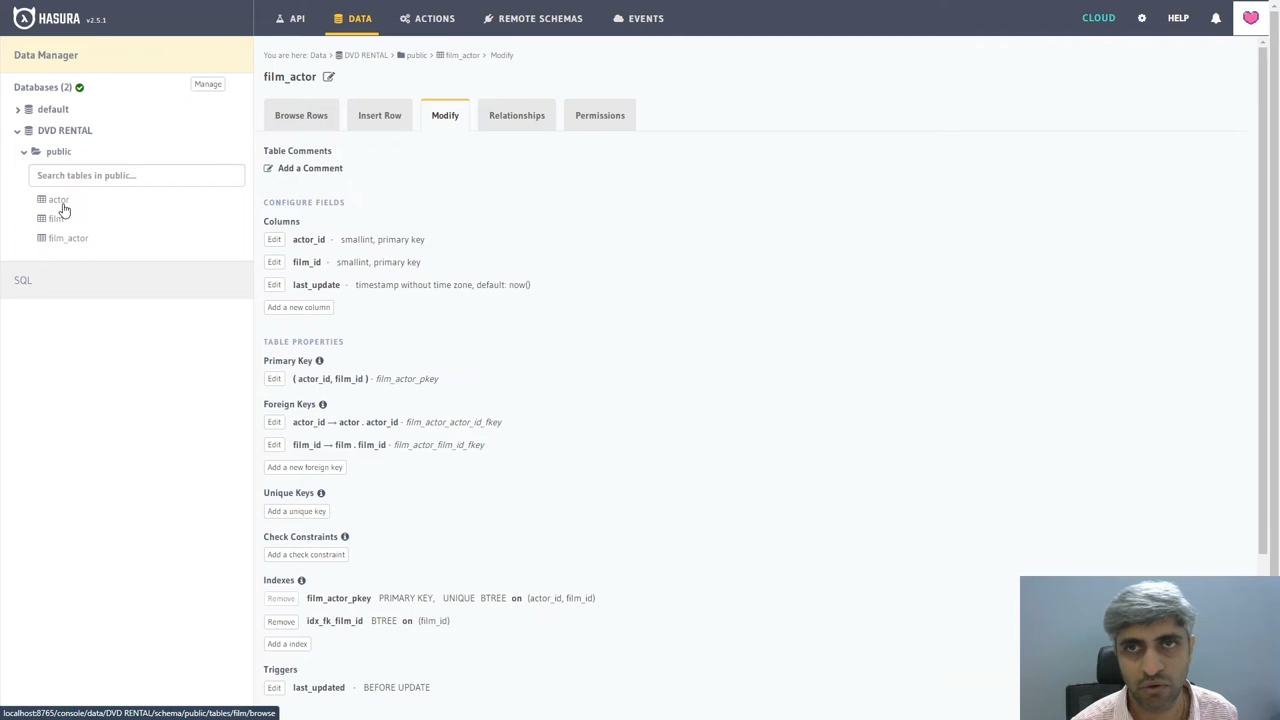 HASURA v2.5.1
API
DATA
ACTIONS
REMOTE SCHEMAS
EVENTS
CLOUD
HELP
Data Manager
Databases (2)
Manage
default
DVD RENTAL
public
Search tables in public...
actor
film
film_actor
SQL
You are here: Data > DVD RENTAL > public > film_actor > Modify
film_actor
Browse Rows
Insert Row
Modify
Relationships
Permissions
Table Comments
Add a Comment
CONFIGURE FIELDS
Columns
Edit actor_id - smallint, primary key
Edit film_id - smallint, primary key
Edit last_update - timestamp without time zone, default: now()
Add a new column
TABLE PROPERTIES
Primary Key
Edit ( actor_id, film_id ) - film_actor_pkey
Foreign Keys
Edit actor_id → actor . actor_id - film_actor_actor_id_fkey
Edit film_id → film . film_id - film_actor_film_id_fkey
Add a new foreign key
Unique Keys
Add a unique key
Check Constraints
Add a check constraint
Indexes
Remove film_actor_pkey PRIMARY KEY, UNIQUE BTREE on (actor_id, film_id)
Remove idx_fk_film_id BTREE on (film_id)
Add a index
Triggers
Edit last_updated - BEFORE UPDATE
localhost:8765/console/data/DVD RENTAL/schema/public/tables/film/browse